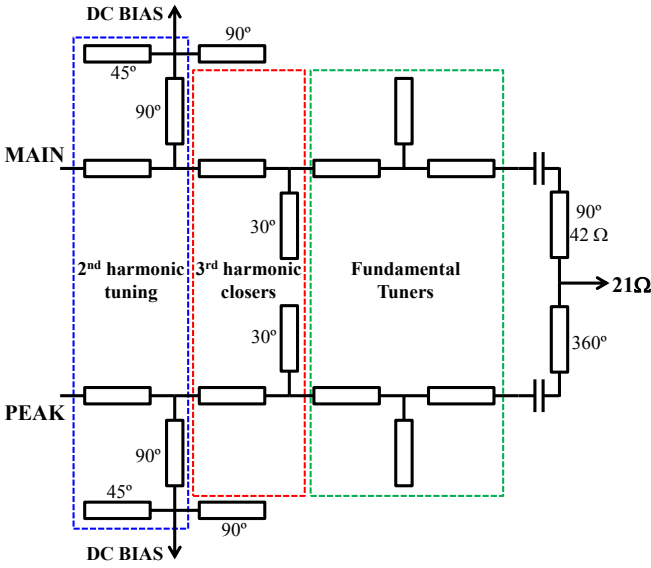 DC BIAS
90º
45º
90º
MAIN
90º
42 Ω
30º
2nd harmonic
tuning
3rd harmonic
closers
Fundamental
Tuners
21Ω
30º
360º
PEAK
90º
45º
90º
DC BIAS